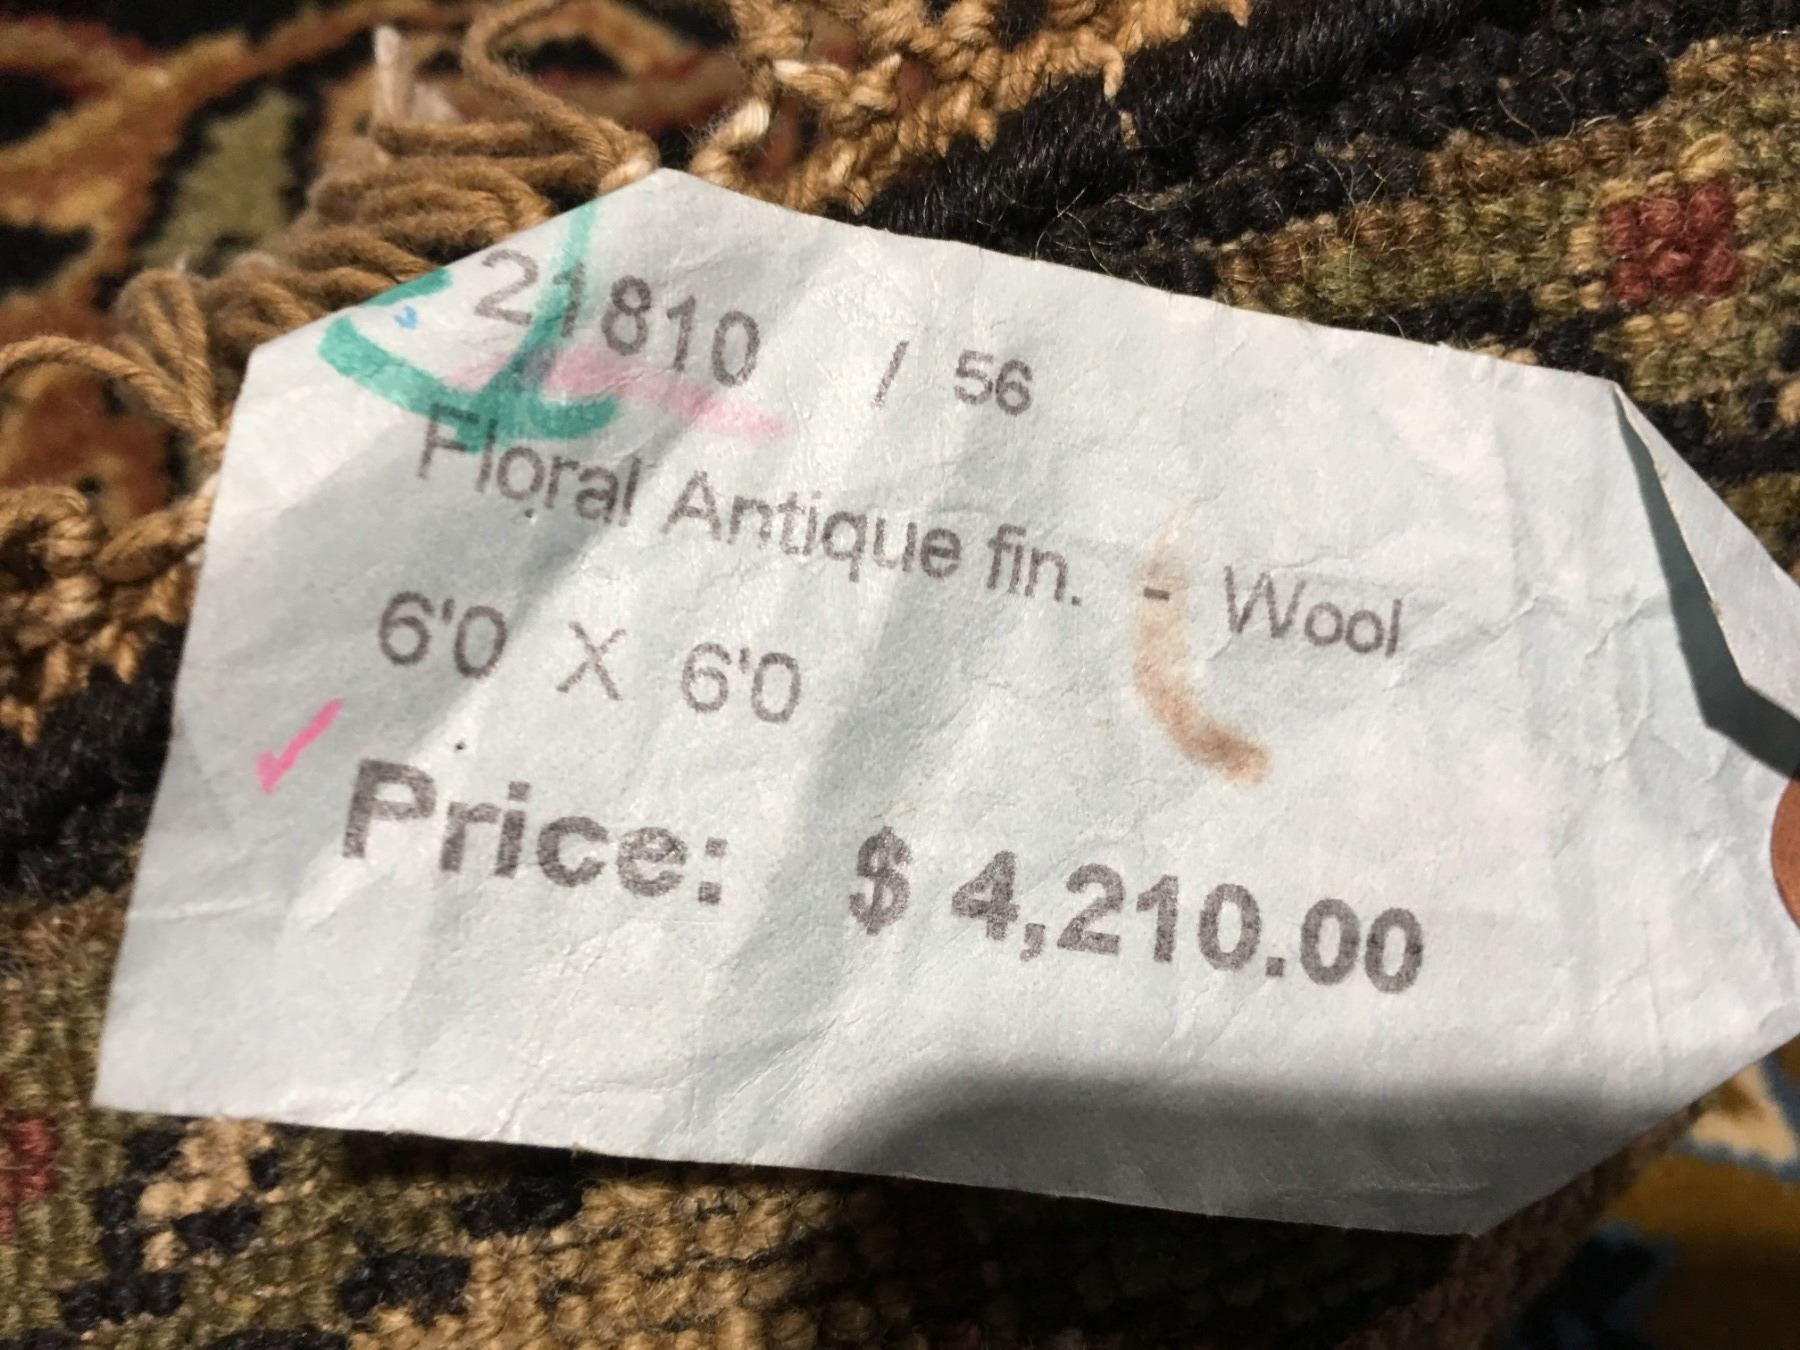 21810 / 56
Floral Antique fin. - Wool
6'0 X 6'0
Price: $ 4,210.00